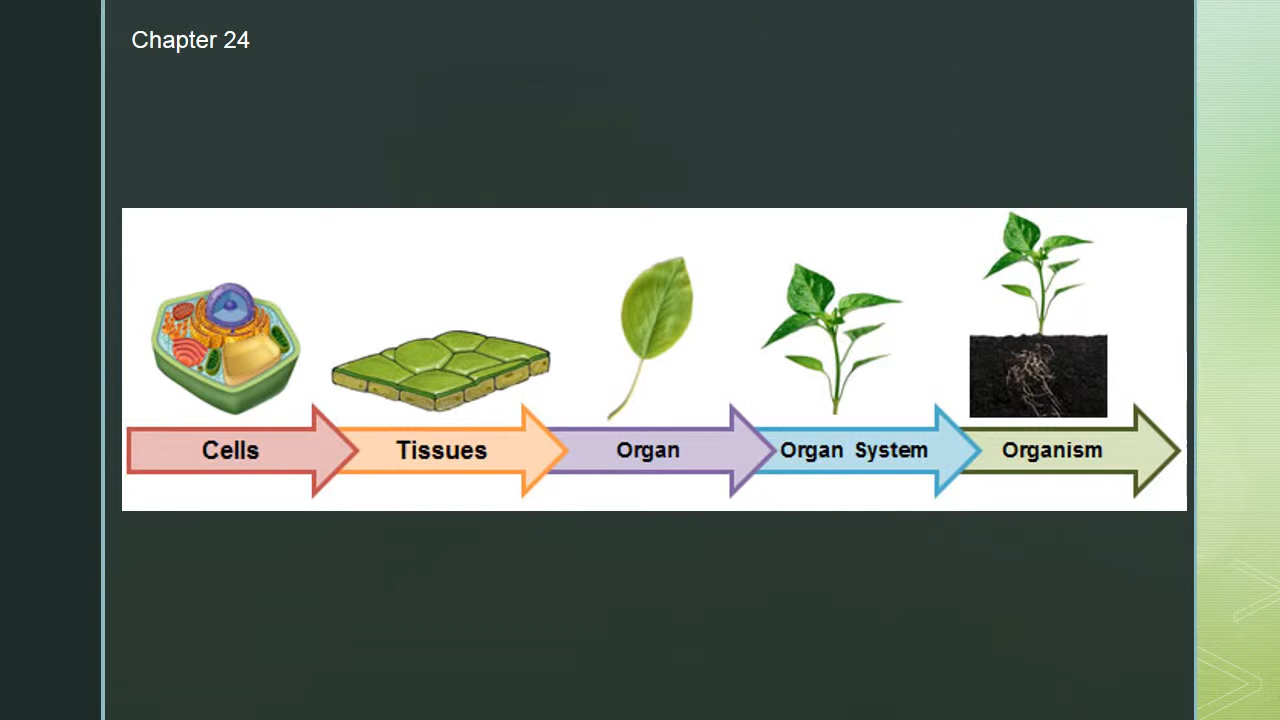 Chapter 24
Cells
Tissues
Organ
Organ System
Organism